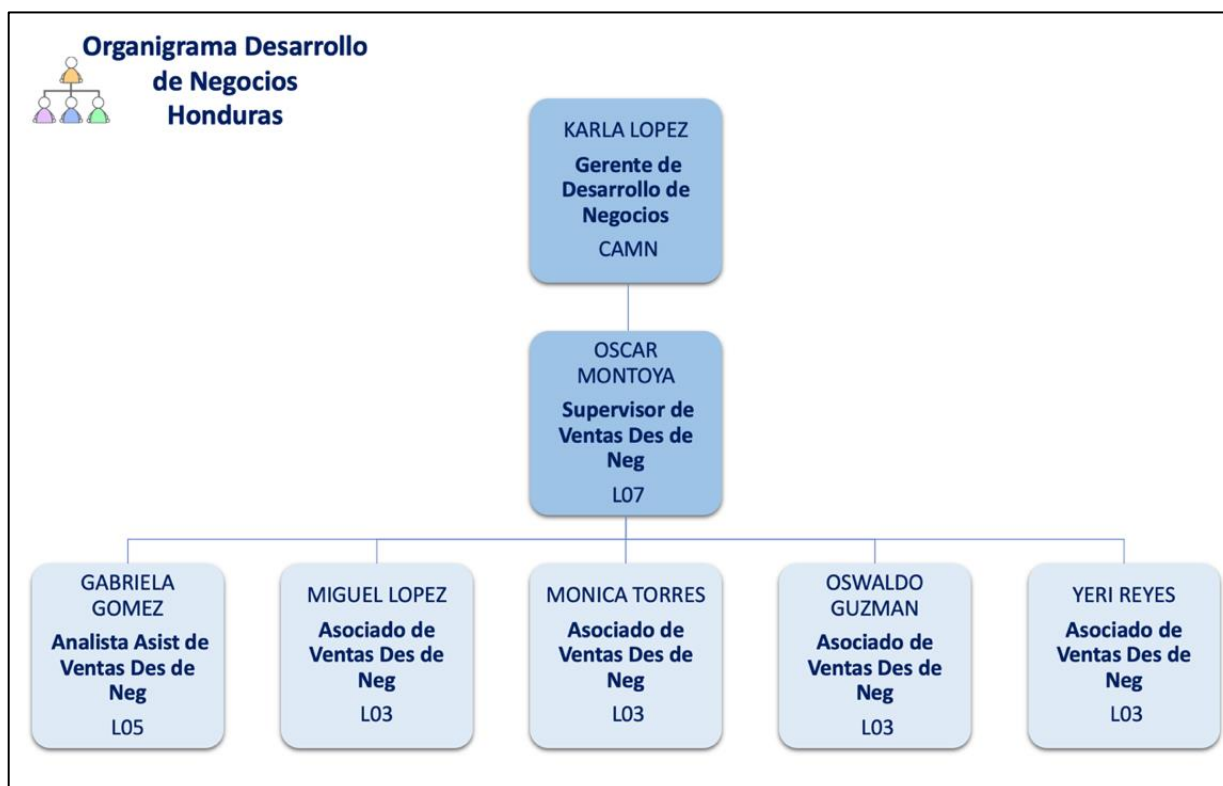 Organigrama Desarrollo
de Negocios
Honduras
KARLA LOPEZ
Gerente de
Desarrollo de
Negocios
CAMN
OSCAR
MONTOYA
Supervisor de
Ventas Des de
Neg
L07
GABRIELA
GOMEZ
Analista Asist de
Ventas Des de
Neg
L05
MIGUEL LOPEZ
Asociado de
Ventas Des de
Neg
L03
MONICA TORRES
Asociado de
Ventas Des de
Neg
L03
OSWALDO
GUZMAN
Asociado de
Ventas Des de
Neg
L03
YERI REYES
Asociado de
Ventas Des de
Neg
L03